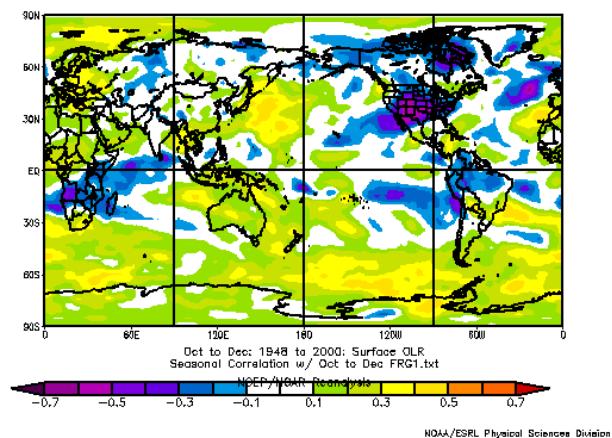 90N
60N
30N
EQ
30S
60S
90S
0 60E 120E 180 120W 60W 0
Oct to Dec: 1948 to 2000: Surface OLR
Seasonal Correlation w/ Oct to Dec FRG1.txt
NCEP/NCAR Reanalysis
-0.7 -0.5 -0.3 -0.1 0.1 0.3 0.5 0.7
NOAA/ESRL Physical Sciences Division